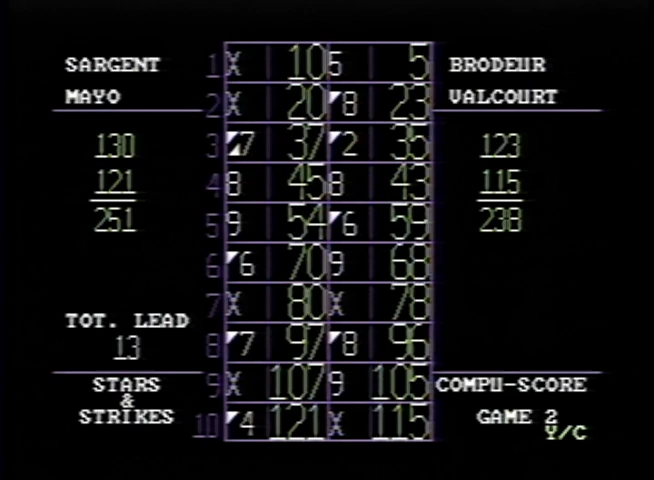 SARGENT 1 X 10 5 5 BRODEUR
MAYO 2 X 20 8 23 VALCOURT
130 3 7 37 2 35 123
121 4 8 45 8 43 115
251 5 9 54 6 59 238
6 6 70 9 68
7 X 80 X 78
TOT. LEAD
13 8 7 97 8 96
STARS 9 X 107 9 105 COMPU-SCORE
&
STRIKES 10 4 121 X 115 GAME 2
Y/C